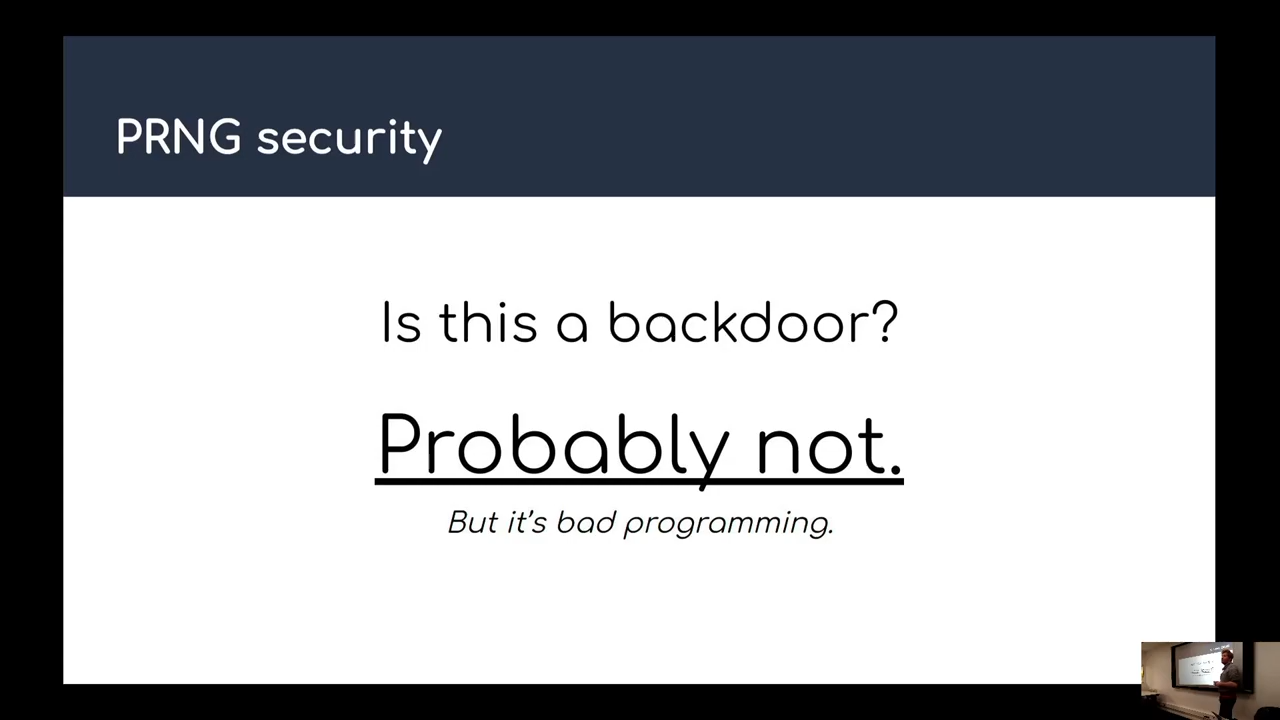 PRNG security
Is this a backdoor?
Probably not.
But it's bad programming.